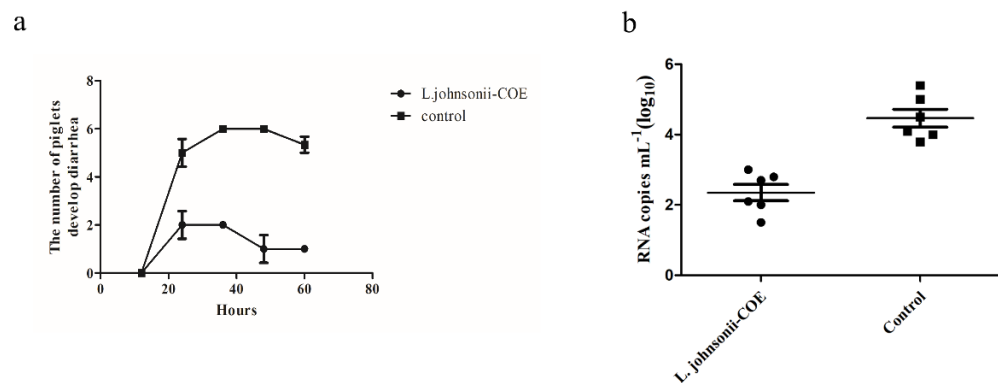 a
8
6
4
2
0
0
20
40
60
80
The number of piglets
develop diarrhea
Hours
L.johnsonii-COE
control
b
6
4
2
0
RNA copies mL⁻¹(log₁₀)
L. johnsonii-COE
Control